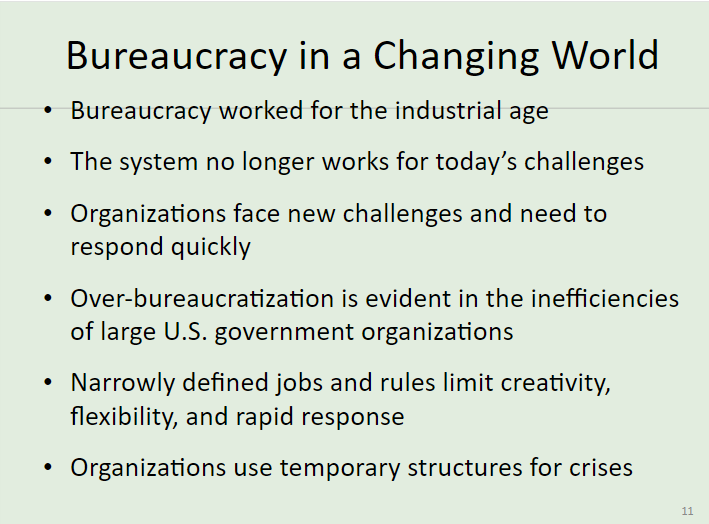 Bureaucracy in a Changing World
• Bureaucracy worked for the industrial age
• The system no longer works for today’s challenges
• Organizations face new challenges and need to
respond quickly
• Over-bureaucratization is evident in the inefficiencies
of large U.S. government organizations
• Narrowly defined jobs and rules limit creativity,
flexibility, and rapid response
• Organizations use temporary structures for crises
11